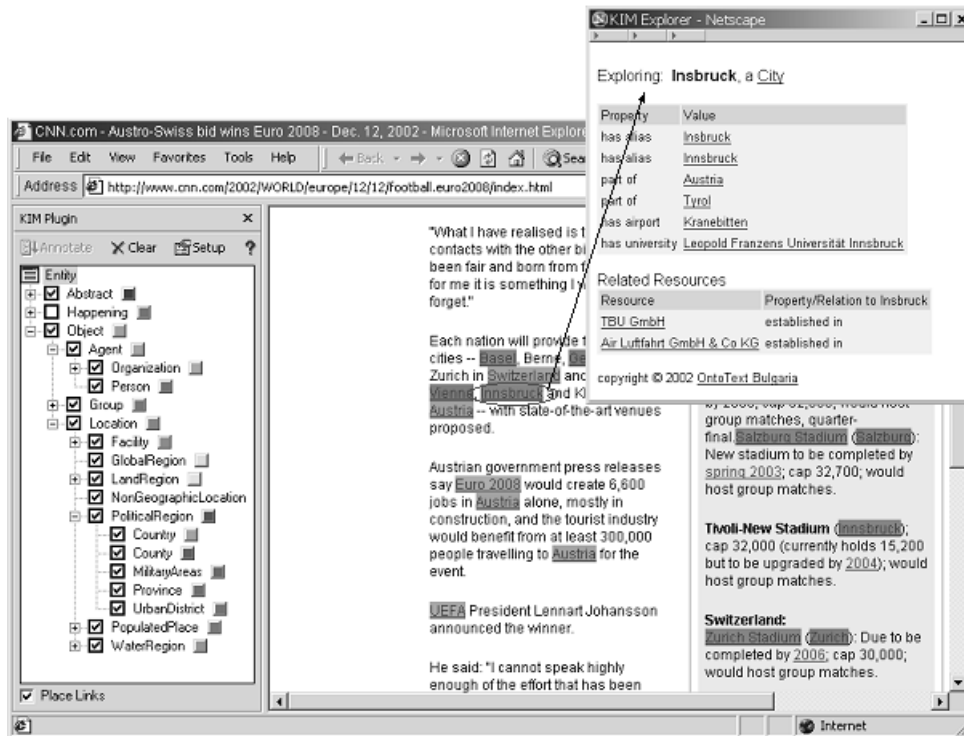 KIM Explorer - Netscape
Exploring: Insbruck, a City
Property Value
has alias Insbruck
has alias Innsbruck
part of Austria
part of Tyrol
has airport Kranebitten
has university Leopold Franzens Universität Innsbruck
Related Resources
Resource Property/Relation to Insbruck
TBU GmbH established in
Air Luftfahrt GmbH & Co KG established in
copyright © 2002 OntoText Bulgaria
CNN.com - Austro-Swiss bid wins Euro 2008 - Dec. 12, 2002 - Microsoft Internet Explore
File Edit View Favorites Tools Help
Back
Sea
Address http://www.cnn.com/2002/WORLD/europe/12/12/football.euro2008/index.html
KIM Plugin
Annotate Clear Setup ?
Entity
Abstract
Happening
Object
Agent
Organization
Person
Group
Location
Facility
GlobalRegion
LandRegion
NonGeographicLocation
PoliticalRegion
Country
County
MilitaryAreas
Province
UrbanDistrict
PopulatedPlace
WaterRegion
Place Links
"What I have realised is t
contacts with the other bi
been fair and born from f
for me it is something I
forget."
Each nation will provide f
cities -- Basel, Berne, Ge
Zurich in Switzerland and
Vienne, Innsbruck and Kl
Austria -- with state-of-the-art venues
proposed.
Austrian government press releases
say Euro 2008 would create 6,600
jobs in Austria alone, mostly in
construction, and the tourist industry
would benefit from at least 300,000
people travelling to Austria for the
event.
UEFA President Lennart Johansson
announced the winner.
He said: "I cannot speak highly
enough of the effort that has been
group matches, quarter-
final.Salzburg Stadium (Salzburg):
New stadium to be completed by
spring 2003; cap 32,700; would
host group matches.
Tivoli-New Stadium (Innsbruck);
cap 32,000 (currently holds 15,200
but to be upgraded by 2004); would
host group matches.
Switzerland:
Zurich Stadium (Zurich): Due to be
completed by 2006; cap 30,000;
would host group matches.
Internet